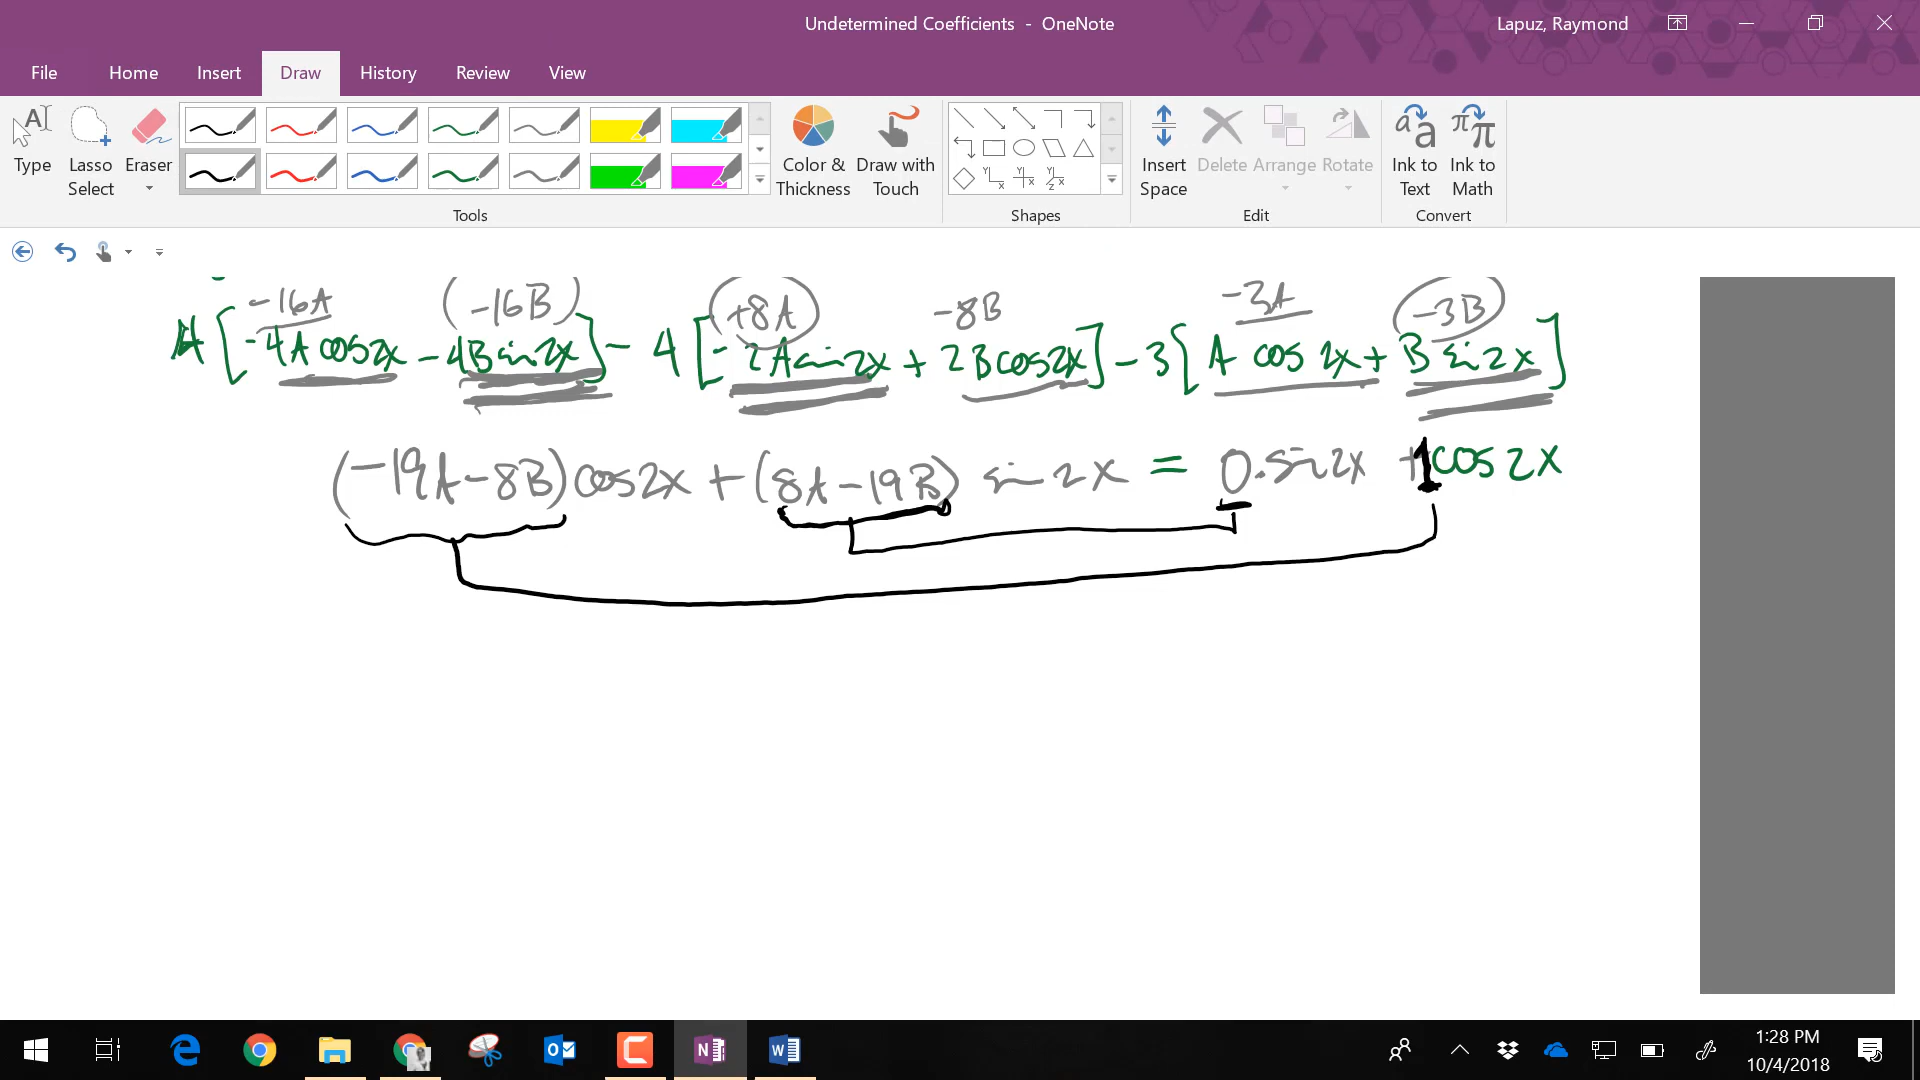 Undetermined Coefficients - OneNote
Lapuz, Raymond
File Home Insert Draw History Review View
Type
Lasso Select
Eraser
Color & Thickness
Draw with Touch
Insert Space
Delete
Arrange
Rotate
Ink to Text
Ink to Math
Tools Shapes Edit Convert
-16A (-16B) +8A -8B -3A -3B
4[-4A cos2x - 4B sin2x] - 4[-2A sin2x + 2B cos2x] - 3[A cos 2x + B sin 2x]
(-19A - 8B) cos2x + (8A - 19B) sin 2x = 0.sin2x + 1 cos 2x
1:28 PM
10/4/2018